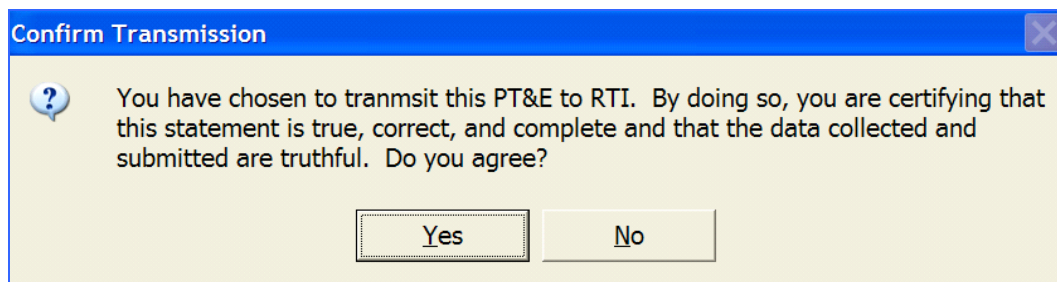 Confirm Transmission
You have chosen to tranmsit this PT&E to RTI.  By doing so, you are certifying that
this statement is true, correct, and complete and that the data collected and
submitted are truthful.  Do you agree?
Yes
No